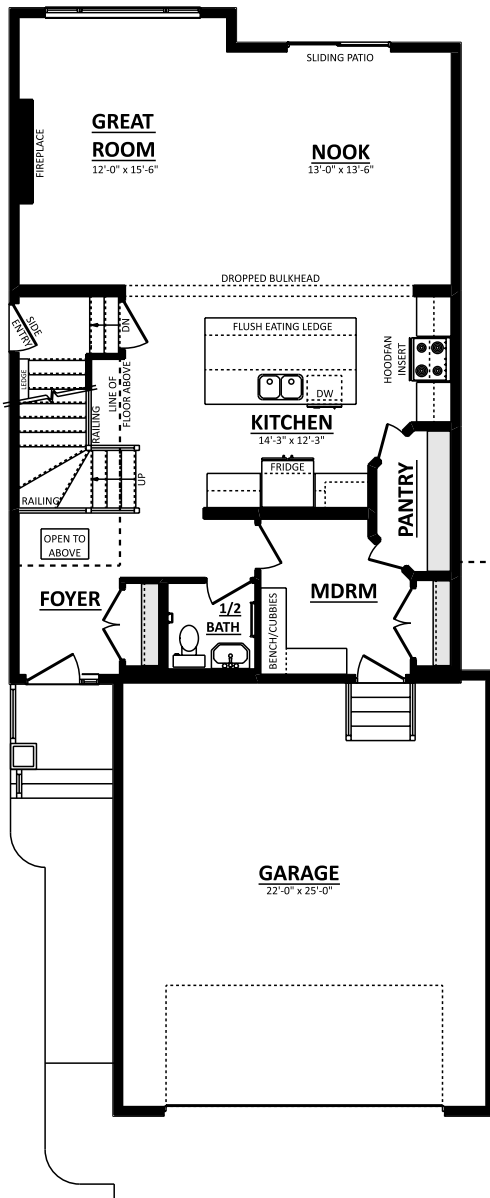 SLIDING PATIO
GREAT
ROOM
12'-0" x 15'-6"
NOOK
13'-0" x 13'-6"
FIREPLACE
DROPPED BULKHEAD
SIDE
ENTRY
DN
FLUSH EATING LEDGE
HOODFAN
INSERT
LEDGE
LINE OF
FLOOR ABOVE
DW
RAILING
KITCHEN
14'-3" x 12'-3"
FRIDGE
UP
PANTRY
RAILING
OPEN TO
ABOVE
FOYER
1/2
BATH
BENCH/CUBBIES
MDRM
GARAGE
22'-0" x 25'-0"